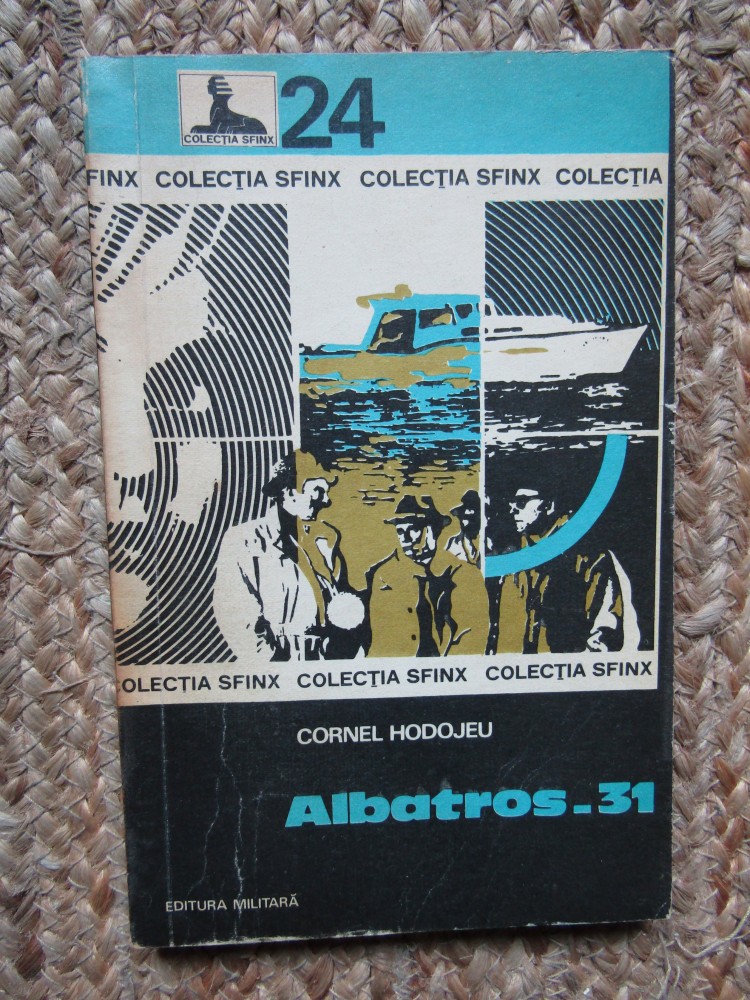 COLECȚIA SFINX
24
FINX COLECȚIA SFINX COLECȚIA SFINX COLECȚIA
OLECȚIA SFINX COLECȚIA SFINX COLECȚIA SFINX
CORNEL HODOJEU
Albatros-31
EDITURA MILITARĂ